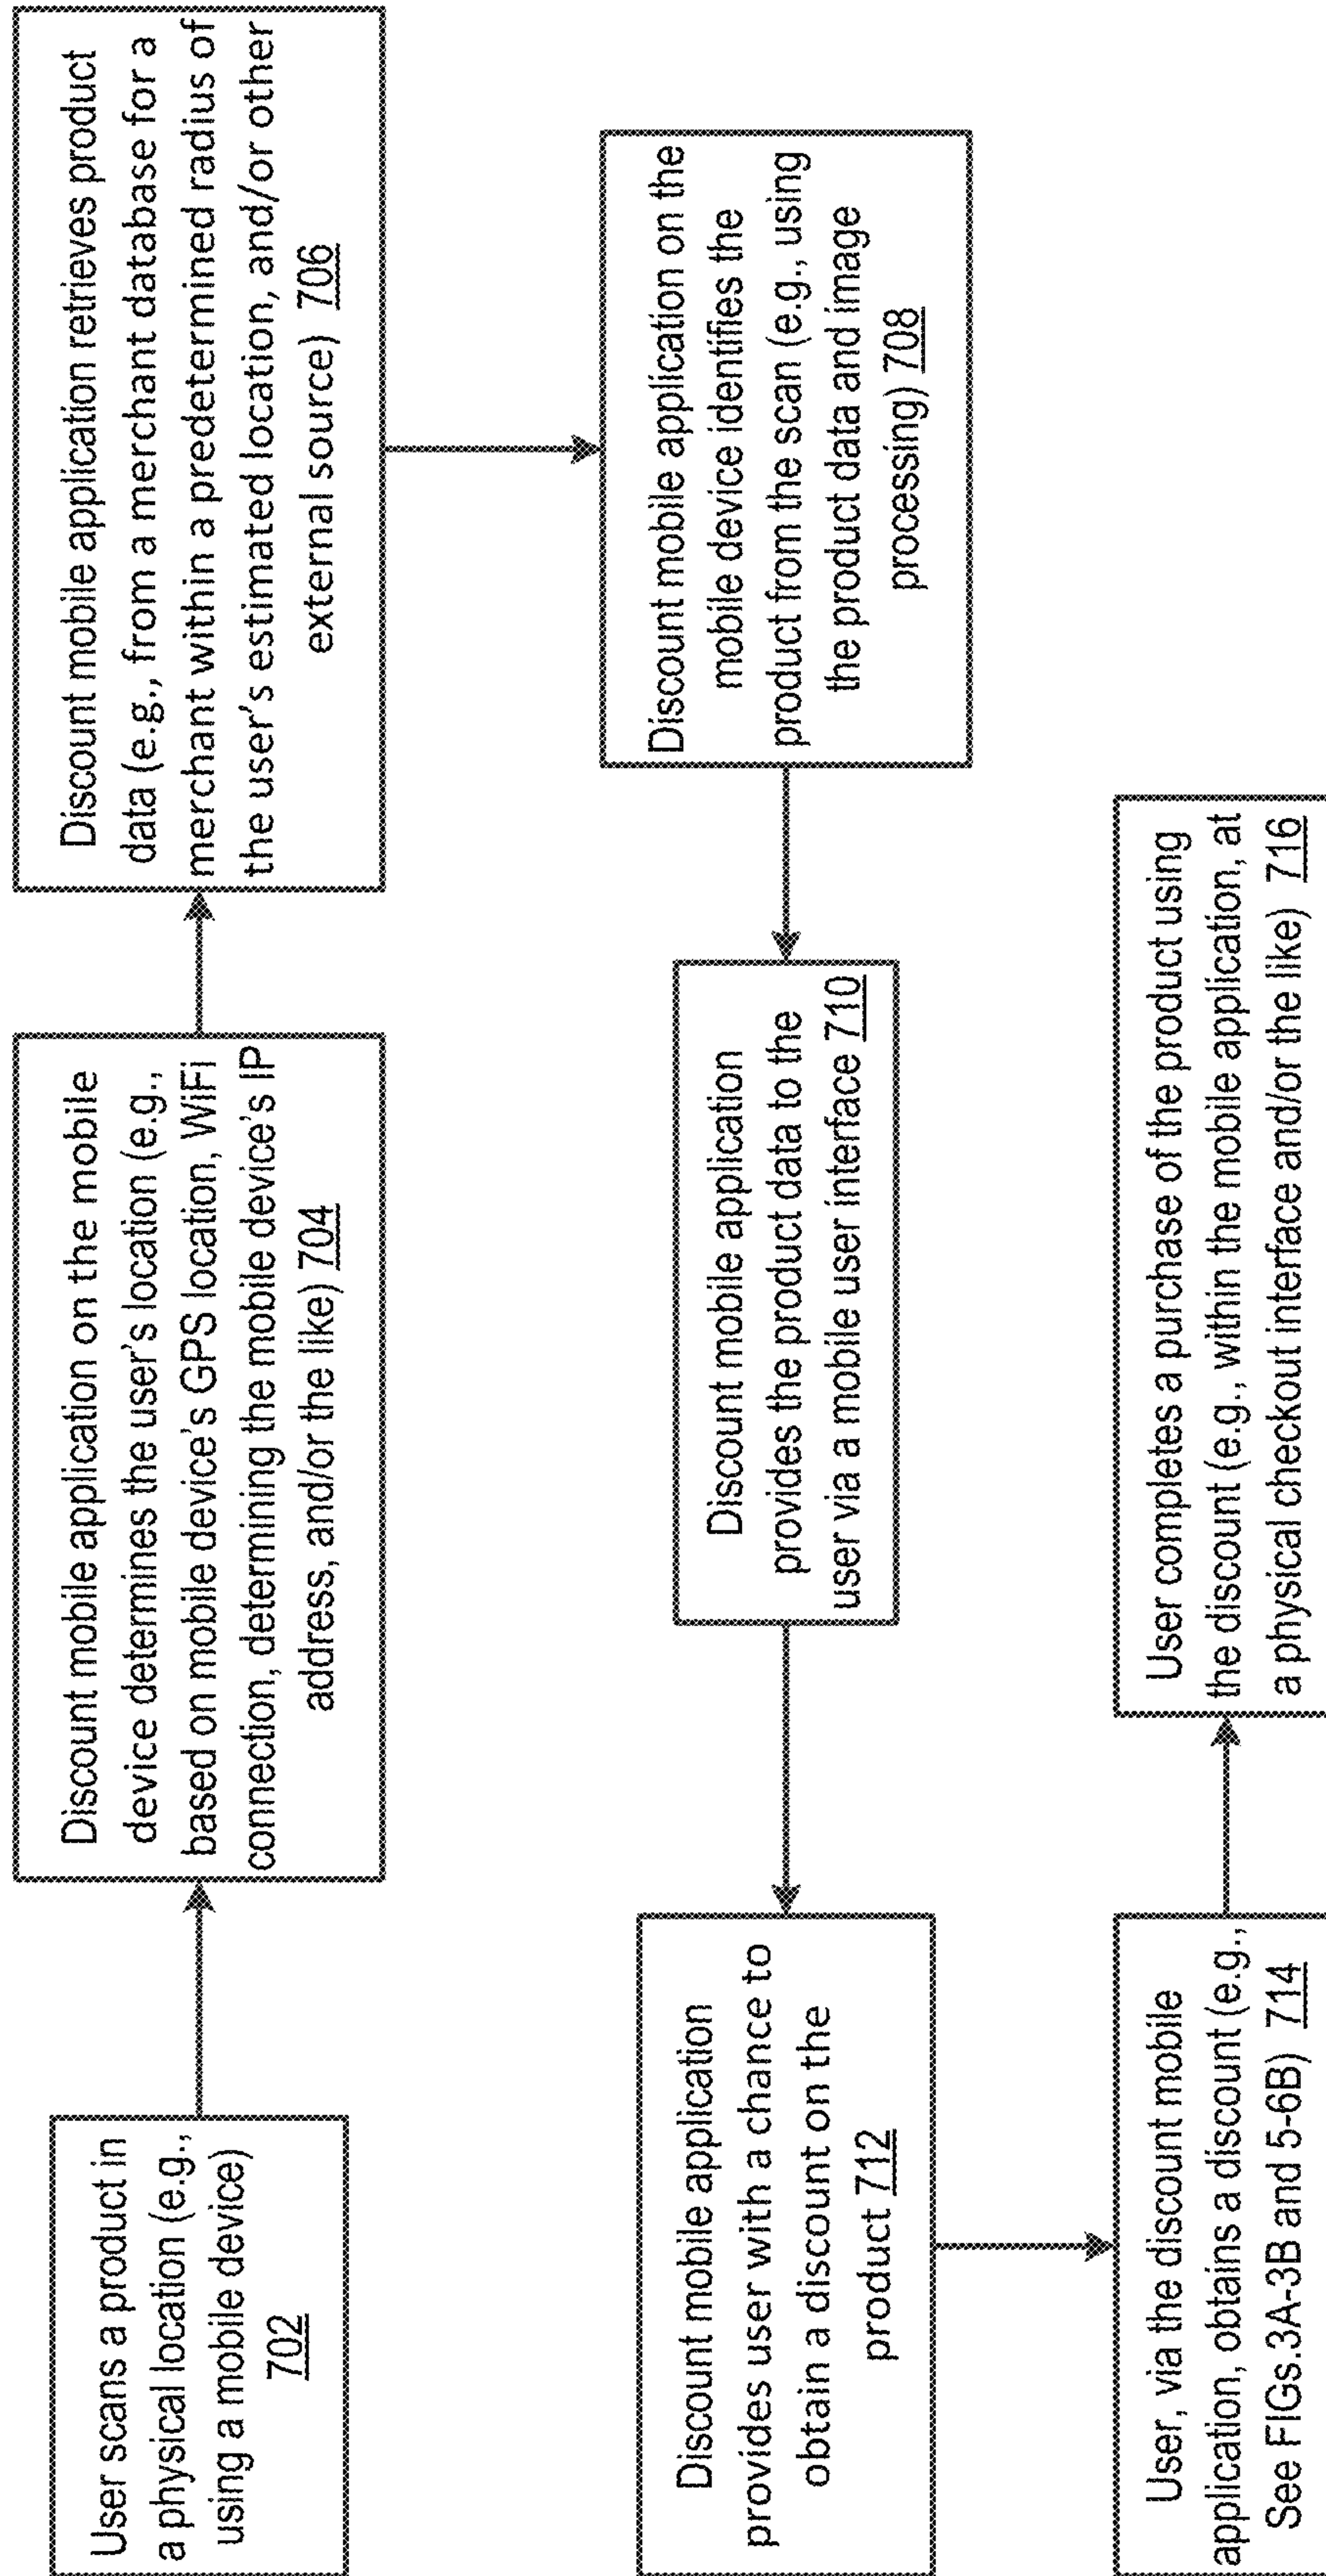 User scans a product in
a physical location (e.g.,
using a mobile device)
702
Discount mobile application on the mobile
device determines the user's location (e.g.,
based on mobile device's GPS location, WiFi
connection, determining the mobile device's IP
address, and/or the like) 704
Discount mobile application retrieves product
data (e.g., from a merchant database for a
merchant within a predetermined radius of
the user's estimated location, and/or other
external source) 706
Discount mobile application on the
mobile device identifies the
product from the scan (e.g., using
the product data and image
processing) 708
Discount mobile application
provides the product data to the
user via a mobile user interface 710
Discount mobile application
provides user with a chance to
obtain a discount on the
product 712
User, via the discount mobile
application, obtains a discount (e.g.,
See FIGs.3A-3B and 5-6B) 714
User completes a purchase of the product using
the discount (e.g., within the mobile application, at
a physical checkout interface and/or the like) 716